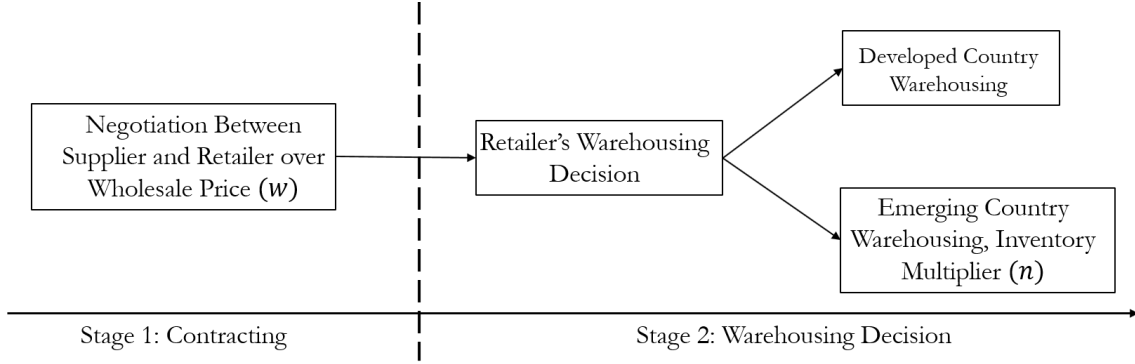 Negotiation Between
Supplier and Retailer over
Wholesale Price (w)
Retailer's Warehousing
Decision
Developed Country
Warehousing
Emerging Country
Warehousing, Inventory
Multiplier (n)
Stage 1: Contracting
Stage 2: Warehousing Decision